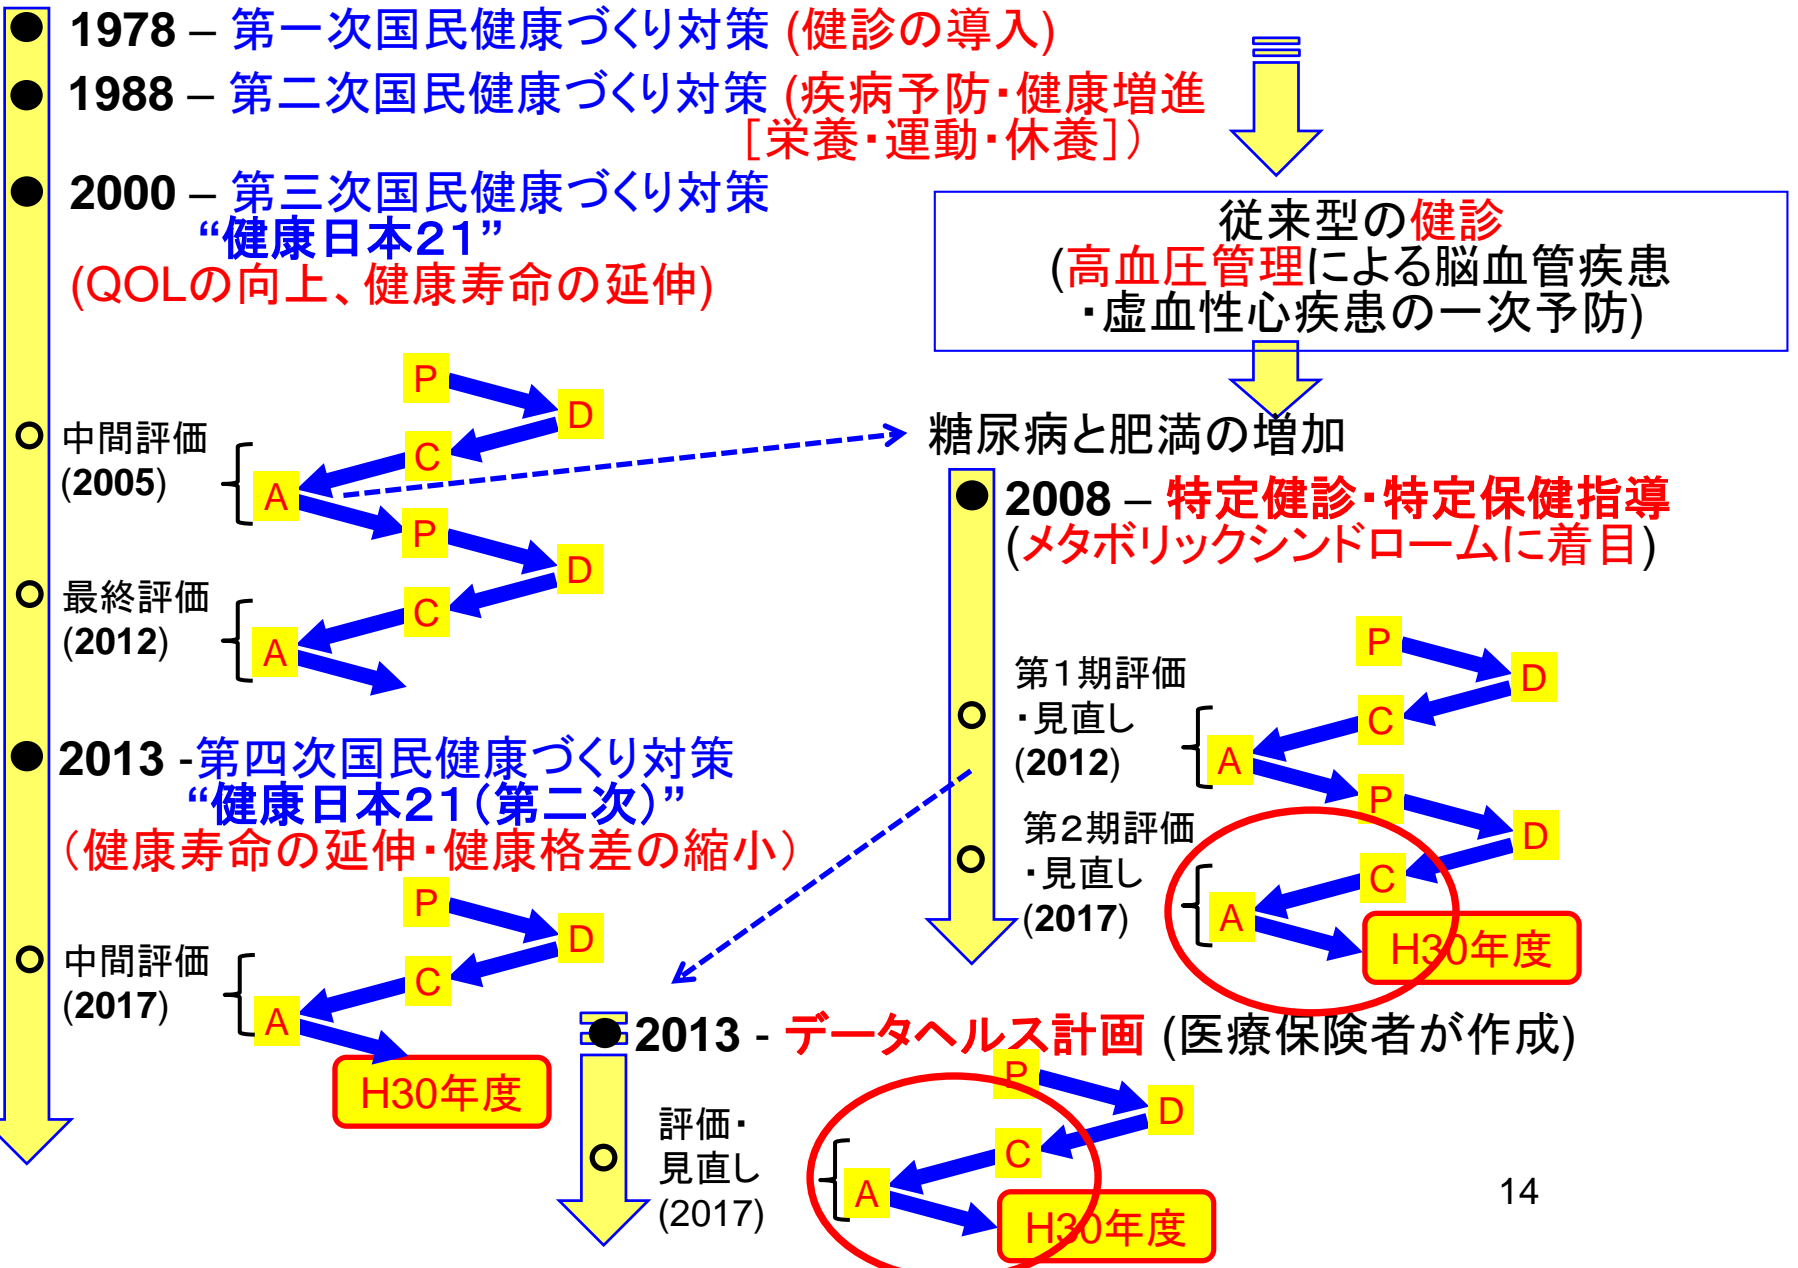 1978 – 第一次国民健康づくり対策 (健診の導入)
1988 – 第二次国民健康づくり対策 (疾病予防・健康増進
［栄養・運動・休養］）
2000 – 第三次国民健康づくり対策
“健康日本２１”
(QOLの向上、健康寿命の延伸)
従来型の健診
(高血圧管理による脳血管疾患
・虚血性心疾患の一次予防)
P
D
C
A
中間評価
(2005)
P
D
C
A
最終評価
(2012)
糖尿病と肥満の増加
2008 – 特定健診・特定保健指導
(メタボリックシンドロームに着目)
P
D
C
A
第１期評価
・見直し
(2012)
P
D
C
A
第２期評価
・見直し
(2017)
H30年度
2013 -第四次国民健康づくり対策
“健康日本２１（第二次）”
（健康寿命の延伸・健康格差の縮小）
P
D
C
A
中間評価
(2017)
H30年度
2013 - データヘルス計画 (医療保険者が作成)
P
D
C
A
評価・
見直し
(2017)
H30年度
14